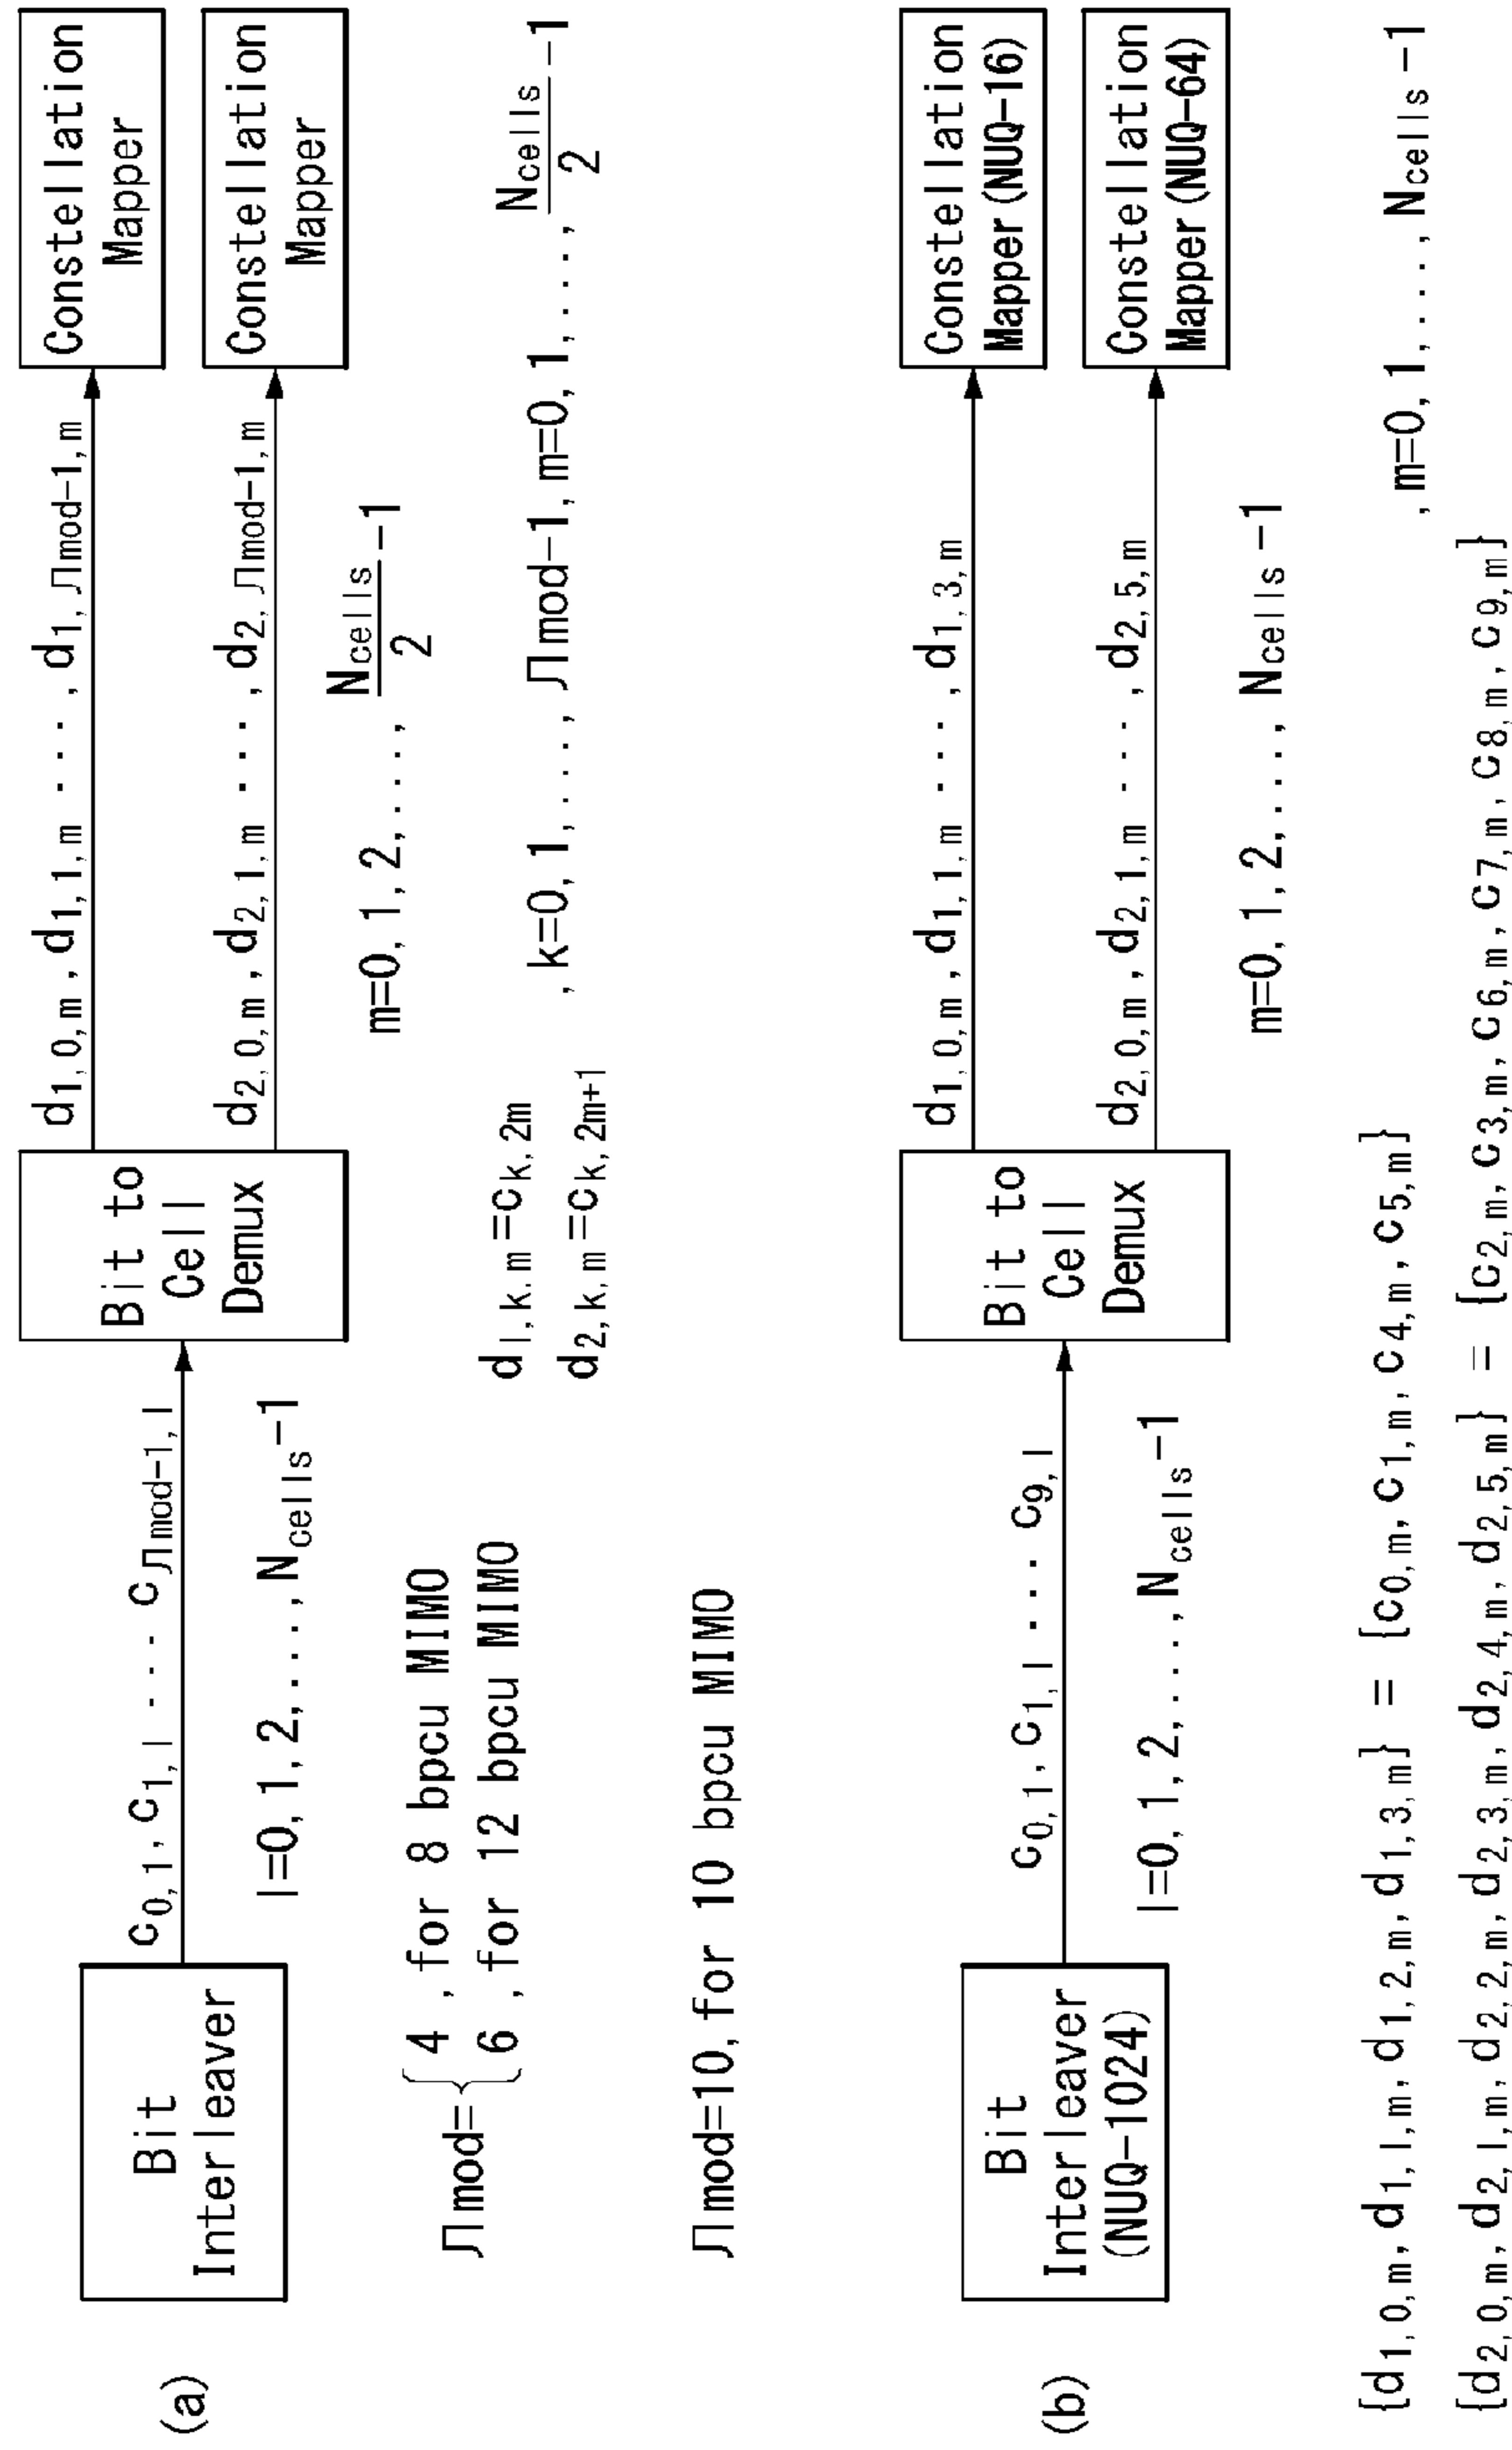 (a)
Bit
Interleaver
c0,1, c1,l · · · cηmod-1,l
l=0, 1, 2,...., Ncells-1
Bit to
Cell
Demux
d1,0,m, d1,1,m · · · , d1,ηmod-1,m
d2,0,m, d2,1,m · · · , d2,ηmod-1,m
m=0, 1, 2,...., Ncells/2 -1
Constellation
Mapper
Constellation
Mapper
ηmod={ 4 , for 8 bpcu MIMO
6 , for 12 bpcu MIMO
d1,k,m=ck,2m
d2,k,m=ck,2m+1
, k=0, 1,...., ηmod-1, m=0, 1,...., Ncells/2 -1
ηmod=10, for 10 bpcu MIMO
(b)
Bit
Interleaver
(NUQ-1024)
c0,1, c1,l · · · c9,l
l=0, 1, 2,...., Ncells-1
Bit to
Cell
Demux
d1,0,m, d1,1,m · · · , d1,3,m
d2,0,m, d2,1,m · · · , d2,5,m
m=0, 1, 2,...., Ncells-1
Constellation
Mapper (NUQ-16)
Constellation
Mapper (NUQ-64)
{d1,0,m, d1,1,m, d1,2,m, d1,3,m} = {c0,m, c1,m, c4,m, c5,m}
, m=0, 1,...., Ncells-1
{d2,0,m, d2,1,m, d2,2,m, d2,3,m, d2,4,m, d2,5,m} = {c2,m, c3,m, c6,m, c7,m, c8,m, c9,m}